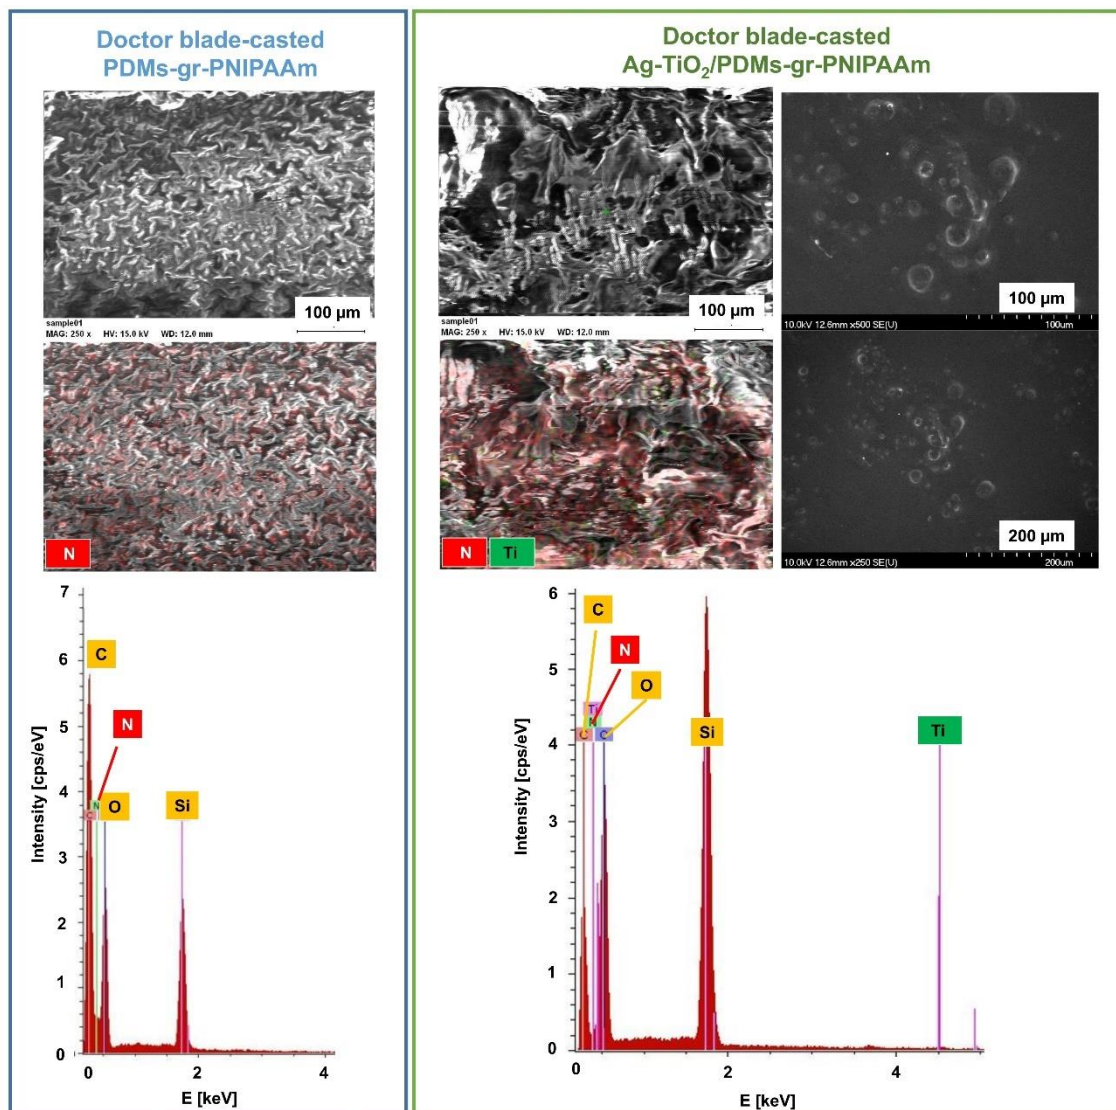 Doctor blade-casted
PDMs-gr-PNIPAAm
100 µm
sample01
MAG: 250 x HV: 15.0 kV WD: 12.0 mm
N
7
6
5
4
3
2
1
0
Intensity [cps/eV]
C
N
N
C
O
Si
0
2
4
E [keV]
Doctor blade-casted
Ag-TiO₂/PDMs-gr-PNIPAAm
100 µm
sample01
MAG: 250 x HV: 15.0 kV WD: 12.0 mm
N
Ti
100 µm
10.0kV 12.6mm x500 SE(U)
100um
200 µm
10.0kV 12.6mm x250 SE(U)
200um
6
5
4
3
2
1
0
Intensity [cps/eV]
C
N
O
Ti
N
C
O
Si
Ti
0
2
4
E [keV]